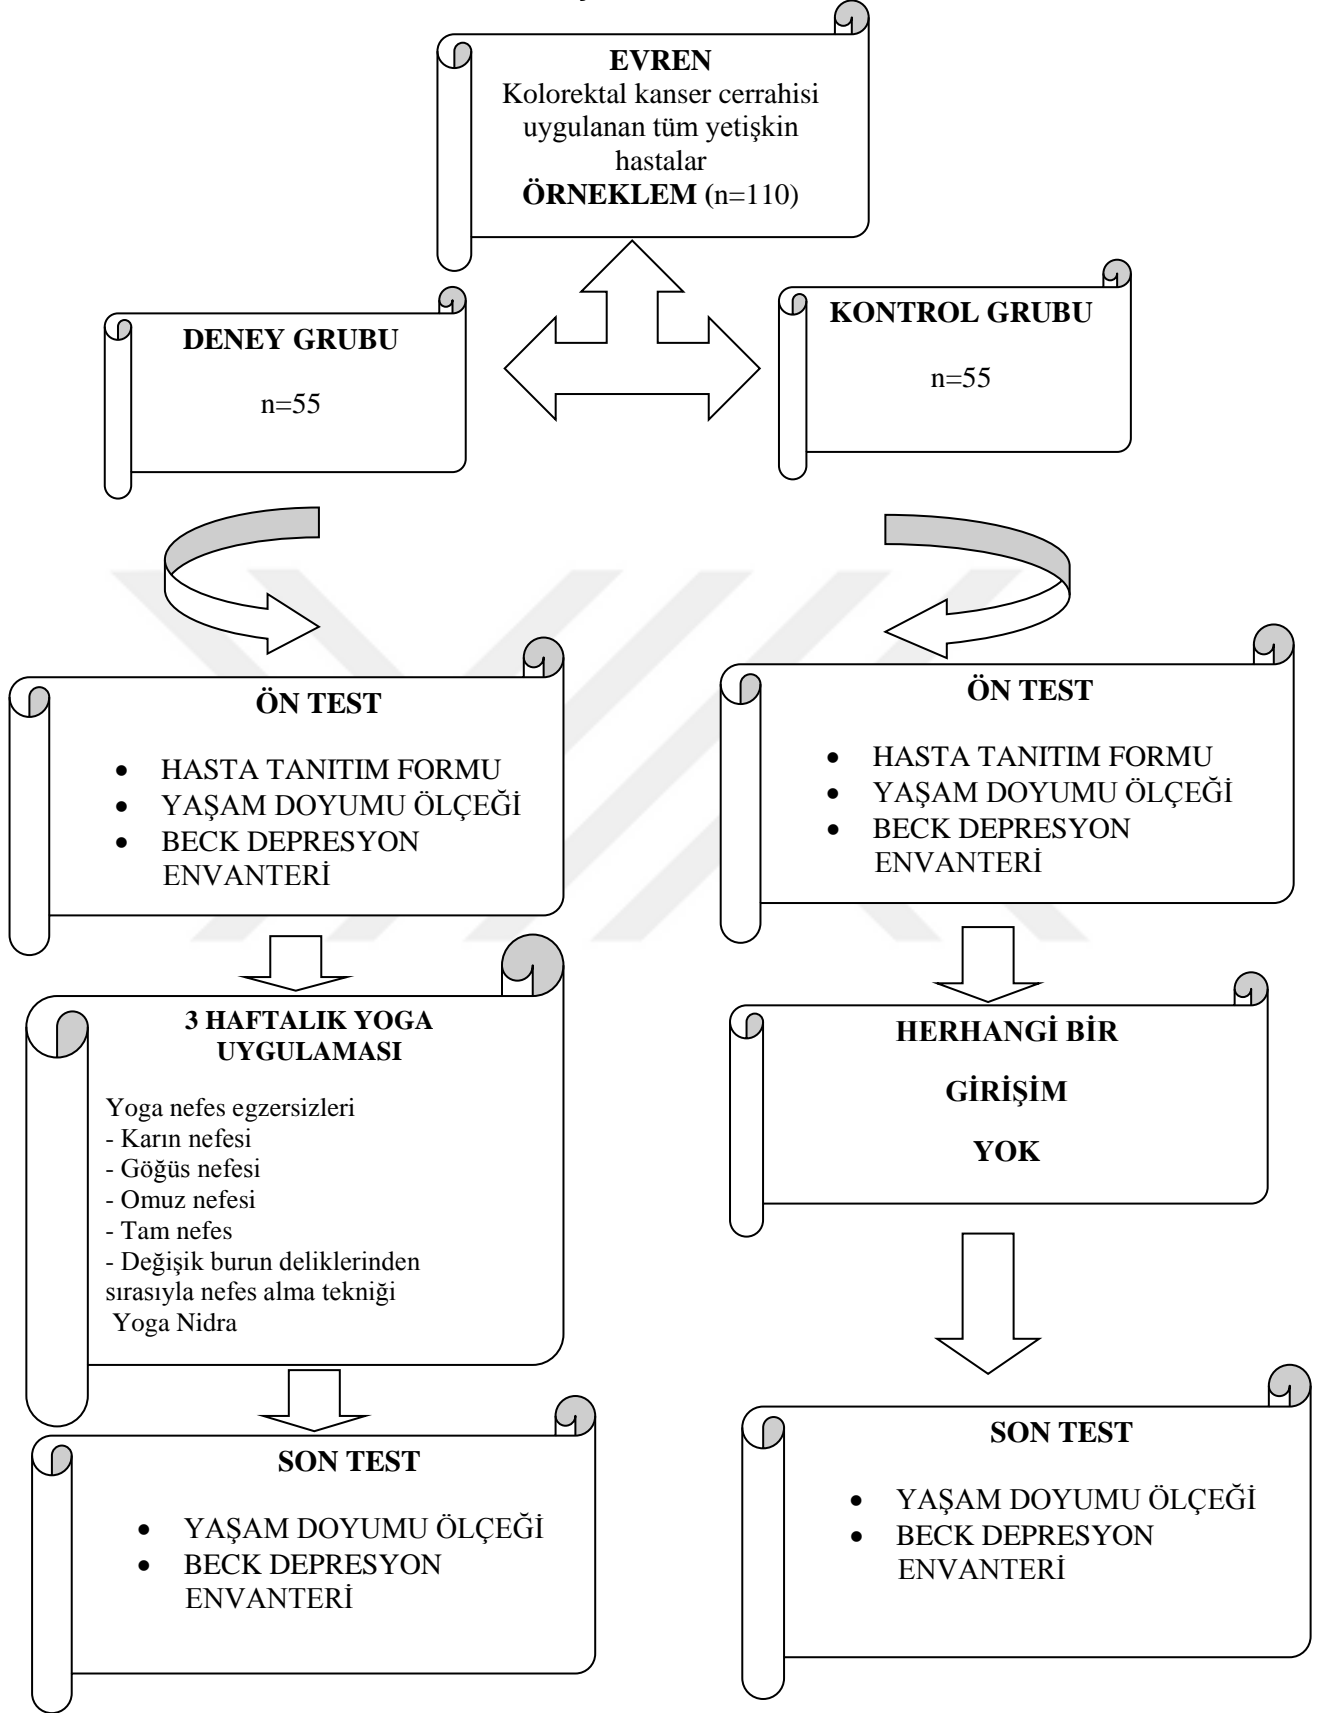 EVREN
Kolorektal kanser cerrahisi
uygulanan tüm yetişkin
hastalar
ÖRNEKLEM (n=110)
DENEY GRUBU
n=55
KONTROL GRUBU
n=55
ÖN TEST
• HASTA TANITIM FORMU
• YAŞAM DOYUMU ÖLÇEĞİ
• BECK DEPRESYON
ENVANTERİ
ÖN TEST
• HASTA TANITIM FORMU
• YAŞAM DOYUMU ÖLÇEĞİ
• BECK DEPRESYON
ENVANTERİ
3 HAFTALIK YOGA
UYGULAMASI
Yoga nefes egzersizleri
- Karın nefesi
- Göğüs nefesi
- Omuz nefesi
- Tam nefes
- Değişik burun deliklerinden
sırasıyla nefes alma tekniği
Yoga Nidra
HERHANGİ BİR
GİRİŞİM
YOK
SON TEST
• YAŞAM DOYUMU ÖLÇEĞİ
• BECK DEPRESYON
ENVANTERİ
SON TEST
• YAŞAM DOYUMU ÖLÇEĞİ
• BECK DEPRESYON
ENVANTERİ